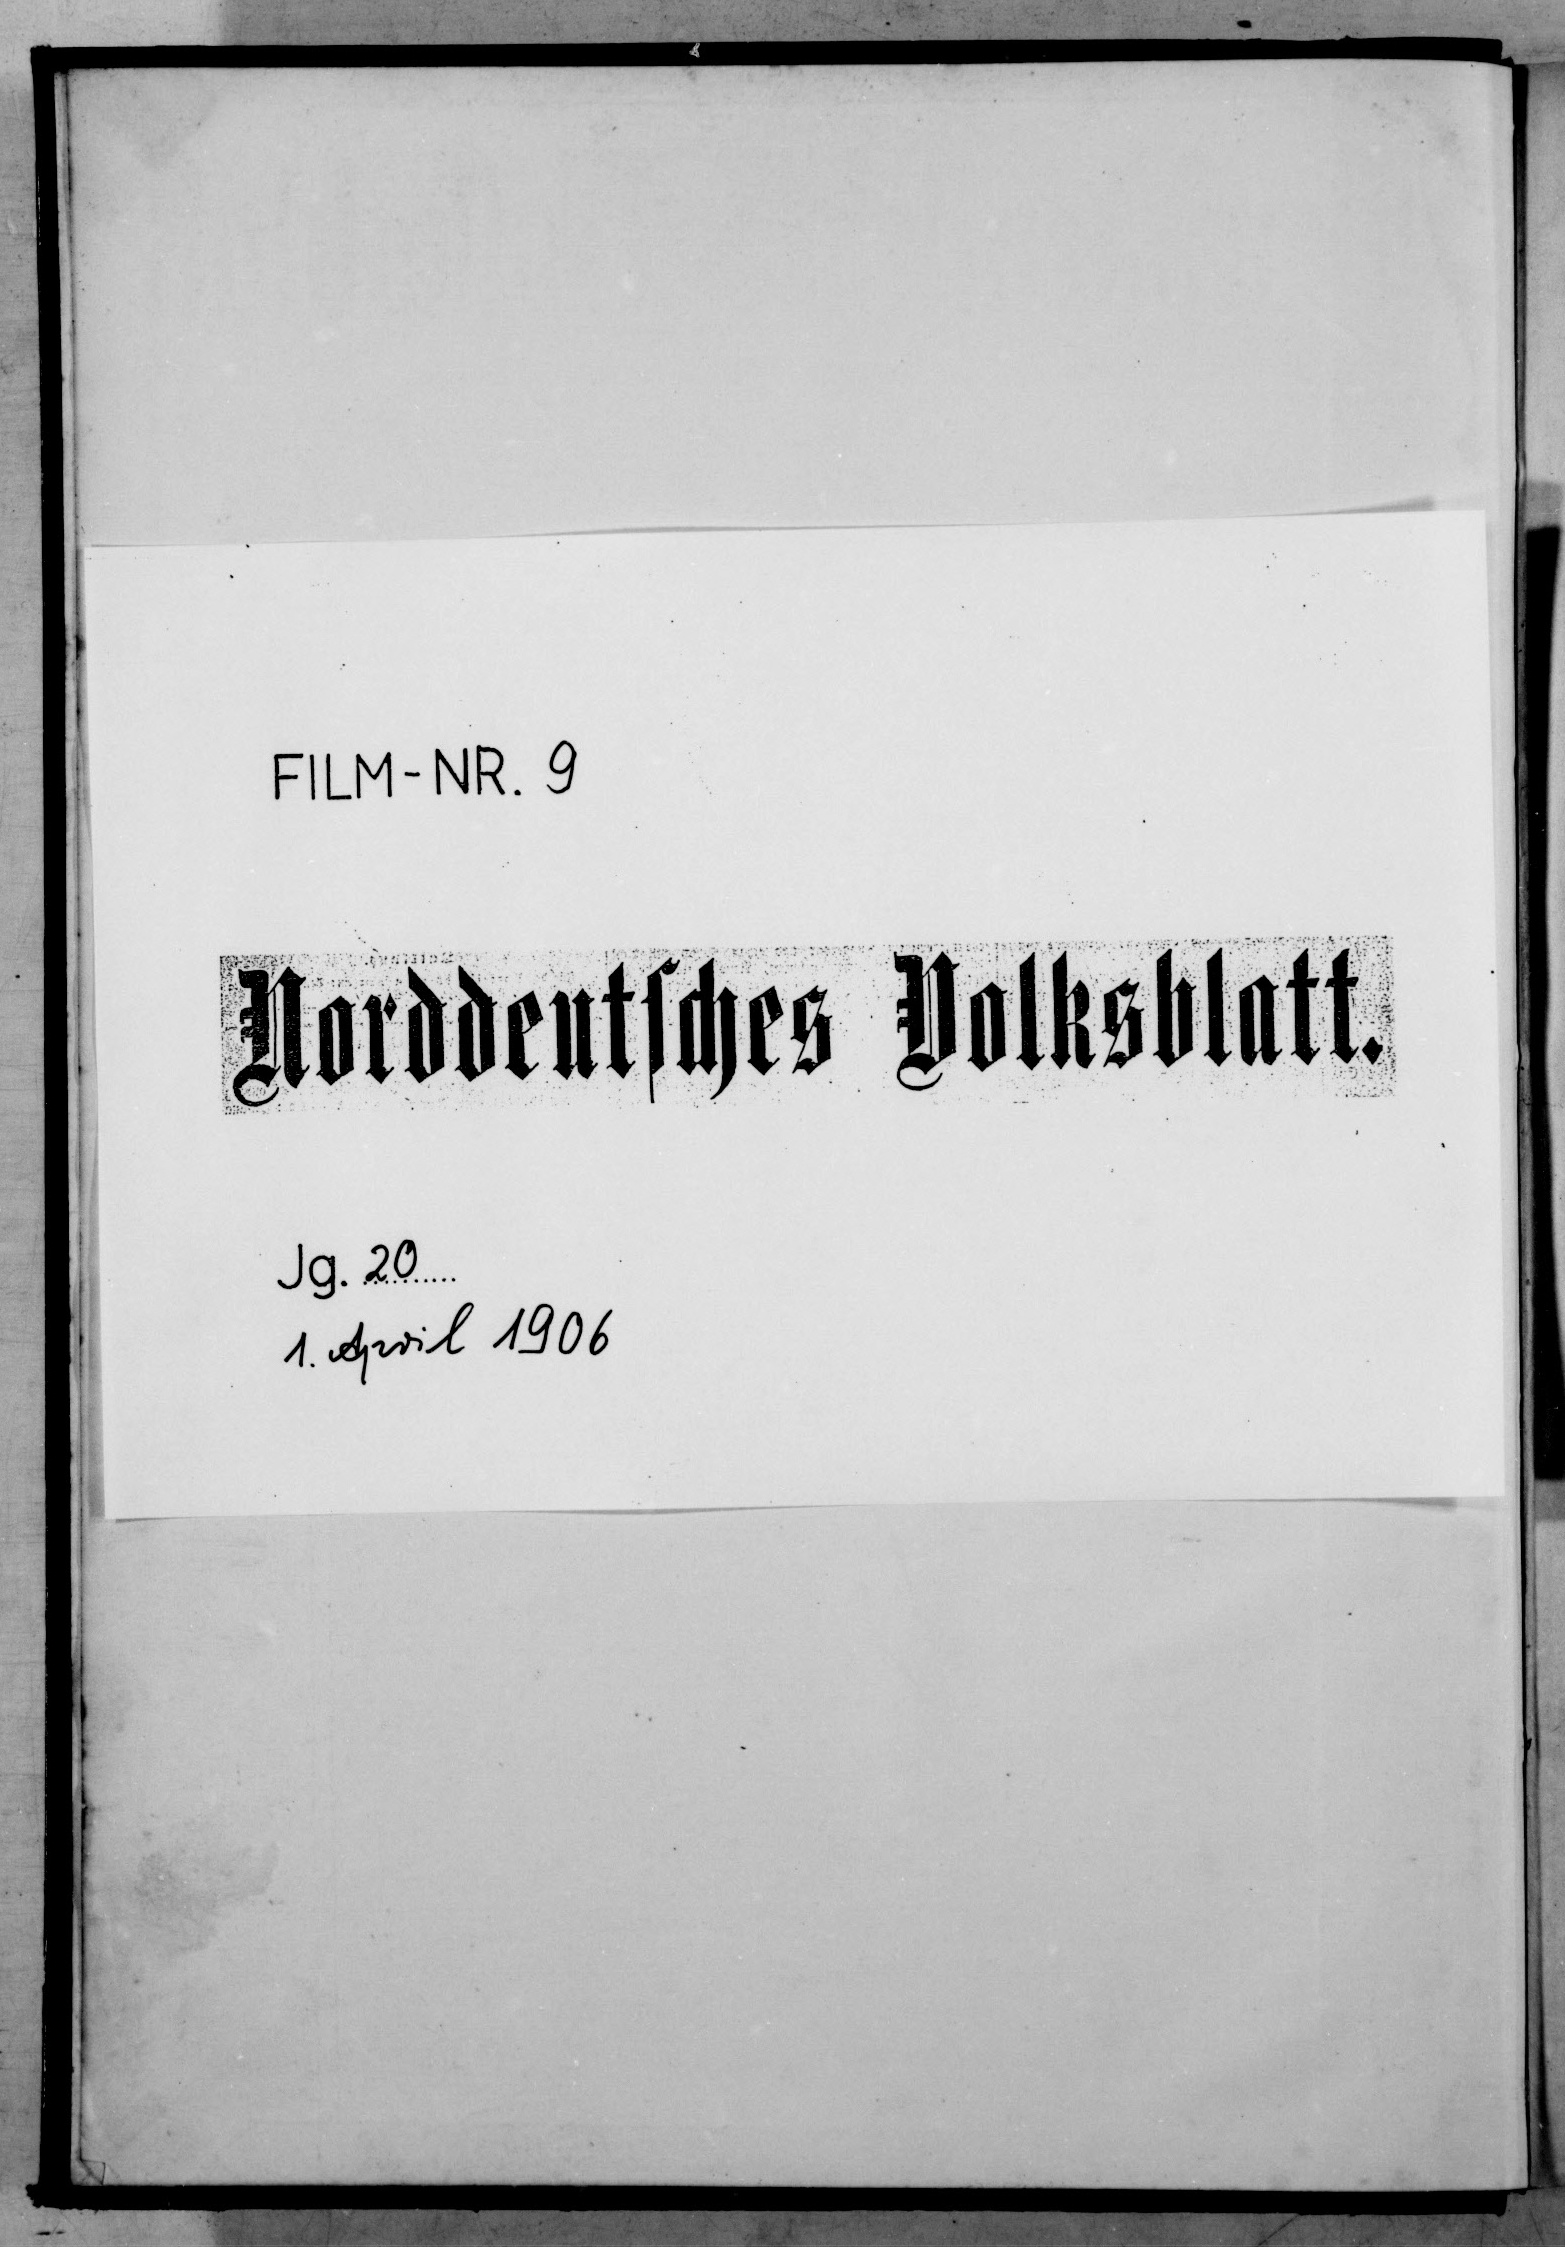 FILM-NR. 9
Norddeutſches Volksblatt.
Jg. 20
1. April 1906